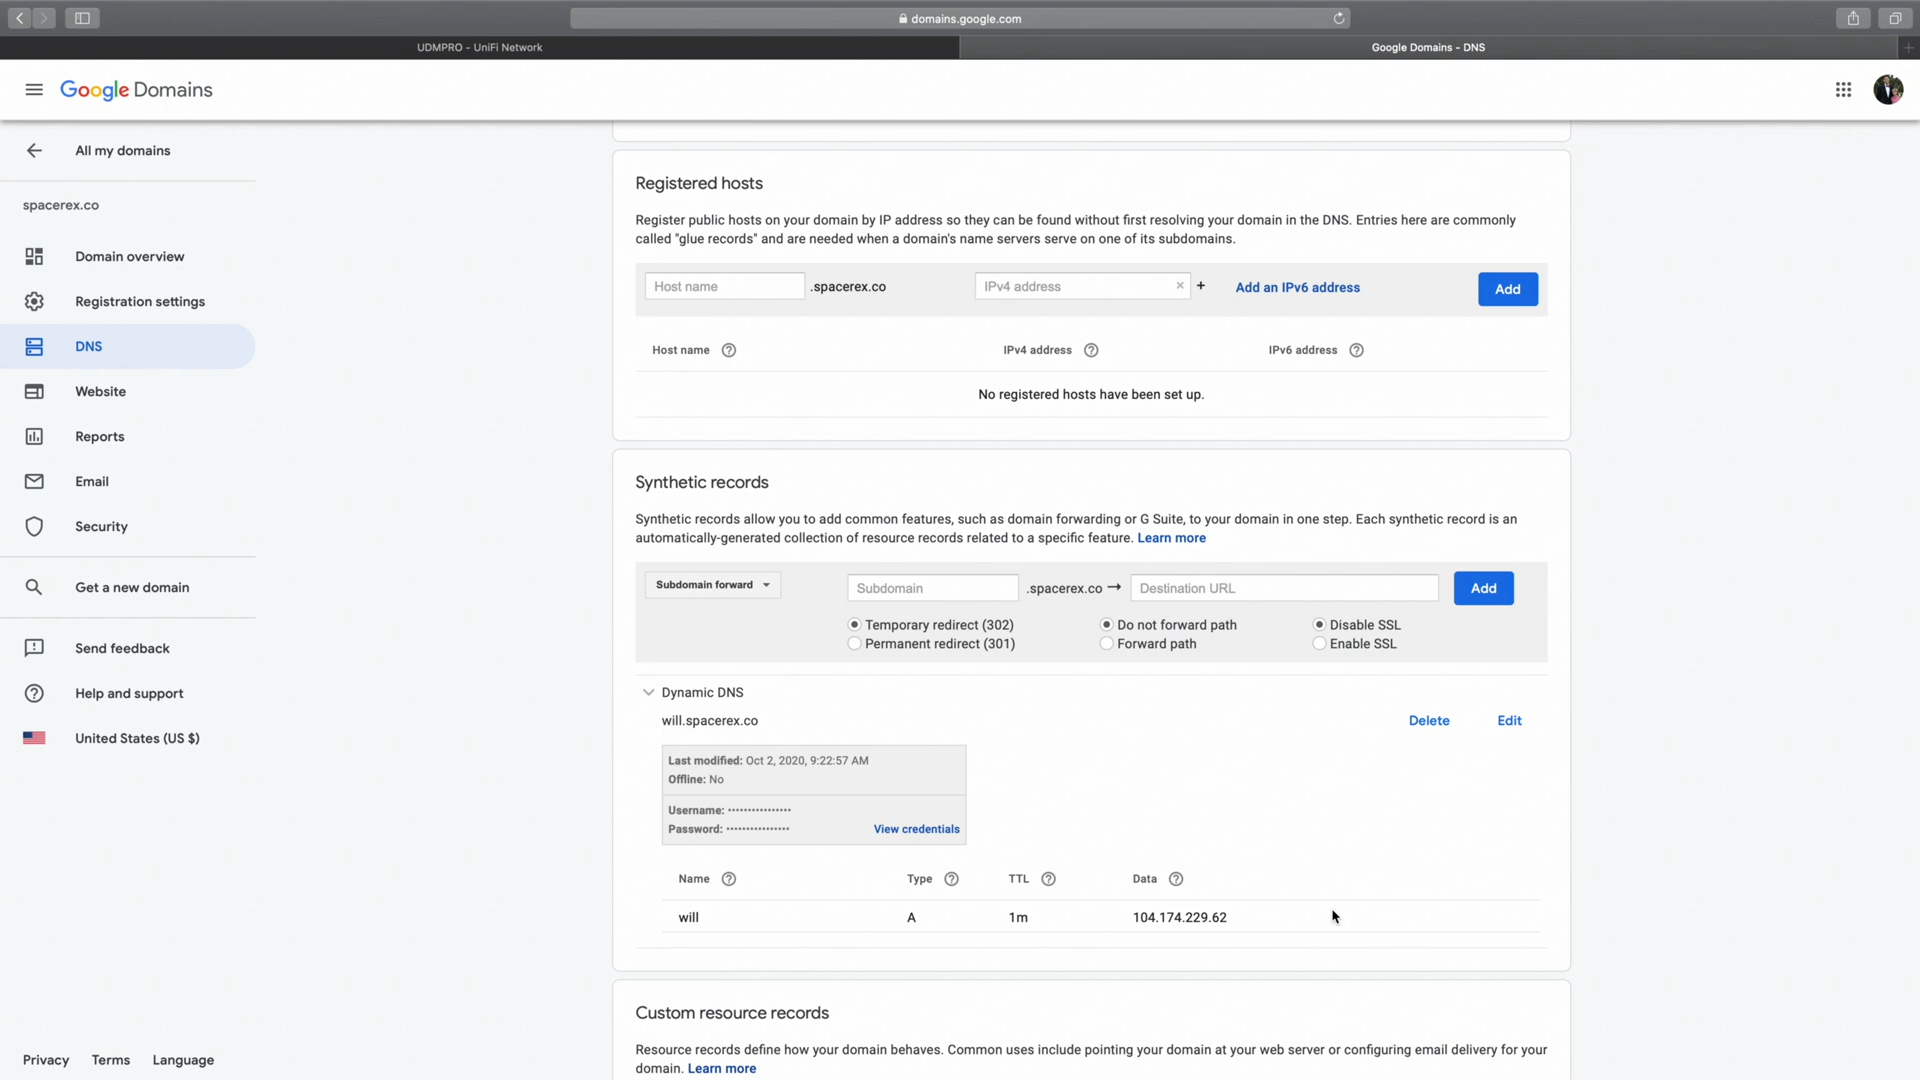 domains.google.com
UDMPRO - UniFi Network
Google Domains - DNS
Google Domains
All my domains
spacerex.co
Domain overview
Registration settings
DNS
Website
Reports
Email
Security
Get a new domain
Send feedback
Help and support
United States (US $)
Privacy Terms Language
Registered hosts
Register public hosts on your domain by IP address so they can be found without first resolving your domain in the DNS. Entries here are commonly
called "glue records" and are needed when a domain's name servers serve on one of its subdomains.
Host name .spacerex.co IPv4 address × + Add an IPv6 address Add
Host name ? IPv4 address ? IPv6 address ?
No registered hosts have been set up.
Synthetic records
Synthetic records allow you to add common features, such as domain forwarding or G Suite, to your domain in one step. Each synthetic record is an
automatically-generated collection of resource records related to a specific feature. Learn more
Subdomain forward Subdomain .spacerex.co → Destination URL Add
Temporary redirect (302) Do not forward path Disable SSL
Permanent redirect (301) Forward path Enable SSL
Dynamic DNS
will.spacerex.co Delete Edit
Last modified: Oct 2, 2020, 9:22:57 AM
Offline: No
Username: ••••••••••••••••
Password: •••••••••••••••• View credentials
Name ? Type ? TTL ? Data ?
will A 1m 104.174.229.62
Custom resource records
Resource records define how your domain behaves. Common uses include pointing your domain at your web server or configuring email delivery for your
domain. Learn more